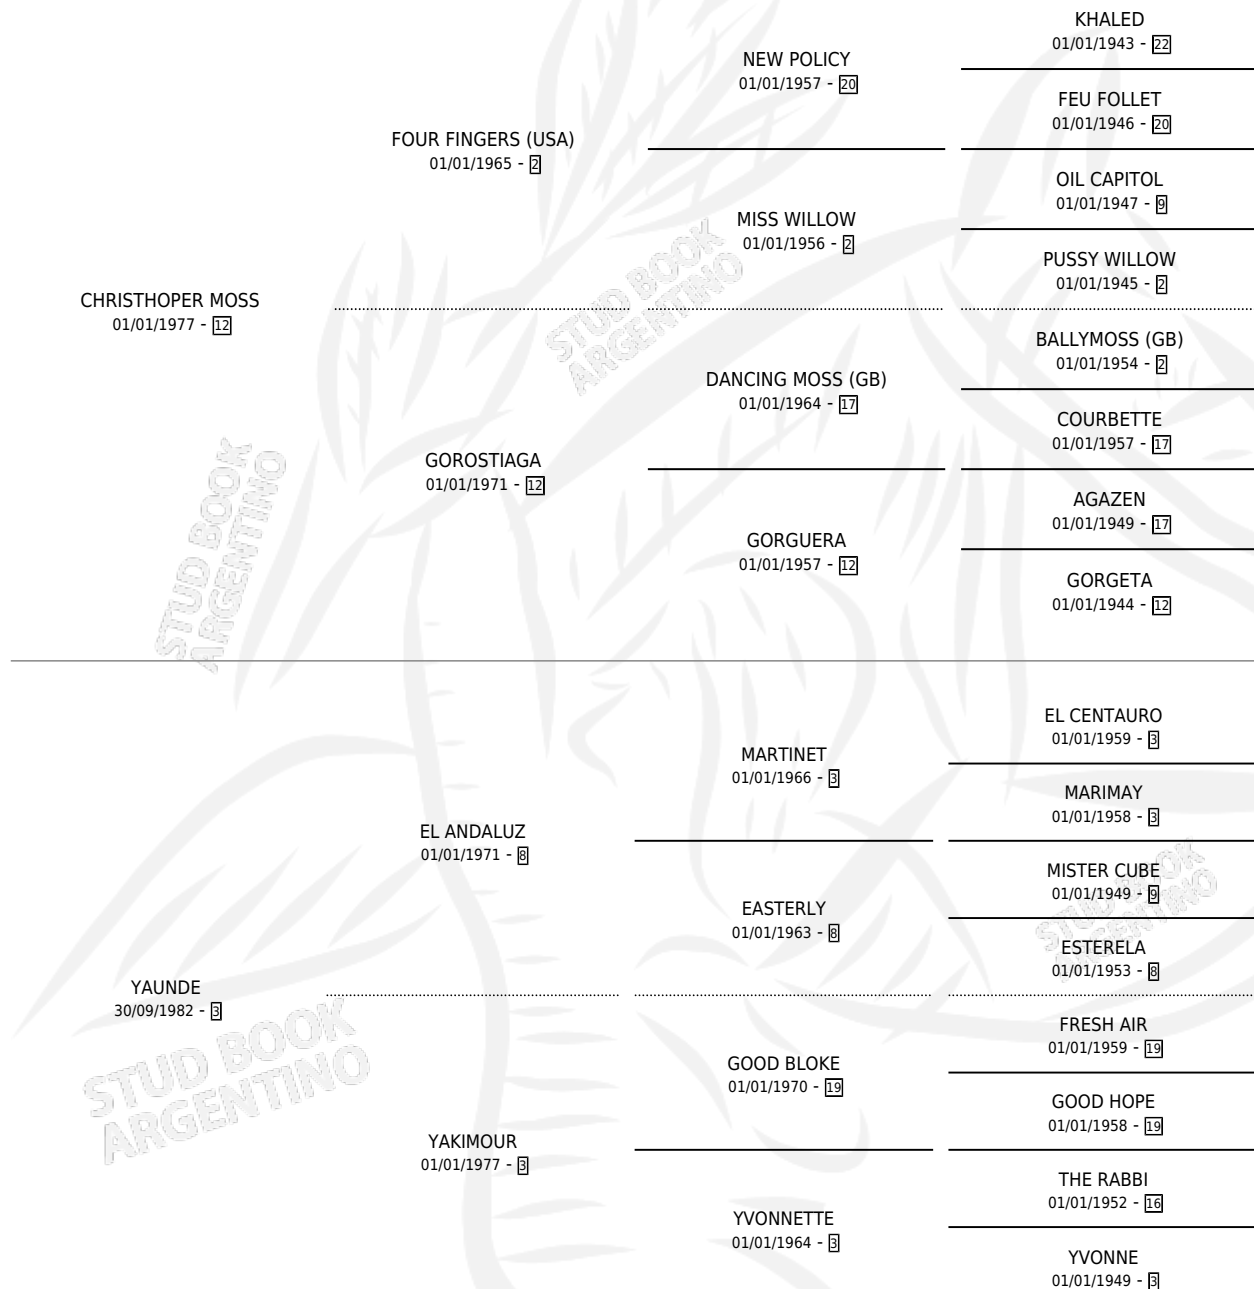 KHALED
01/01/1943 - 22
NEW POLICY
01/01/1957 - 20
FEU FOLLET
01/01/1946 - 20
FOUR FINGERS (USA)
01/01/1965 - 2
OIL CAPITOL
01/01/1947 - 9
MISS WILLOW
01/01/1956 - 2
PUSSY WILLOW
01/01/1945 - 2
CHRISTHOPER MOSS
01/01/1977 - 12
BALLYMOSS (GB)
01/01/1954 - 2
DANCING MOSS (GB)
01/01/1964 - 17
COURBETTE
01/01/1957 - 17
GOROSTIAGA
01/01/1971 - 12
AGAZEN
01/01/1949 - 17
GORGUERA
01/01/1957 - 12
GORGETA
01/01/1944 - 12
EL CENTAURO
01/01/1959 - 3
MARTINET
01/01/1966 - 3
MARIMAY
01/01/1958 - 3
EL ANDALUZ
01/01/1971 - 8
MISTER CUBE
01/01/1949 - 9
EASTERLY
01/01/1963 - 8
ESTERELA
01/01/1953 - 8
YAUNDE
30/09/1982 - 3
FRESH AIR
01/01/1959 - 19
GOOD BLOKE
01/01/1970 - 19
GOOD HOPE
01/01/1958 - 19
YAKIMOUR
01/01/1977 - 3
THE RABBI
01/01/1952 - 16
YVONNETTE
01/01/1964 - 3
YVONNE
01/01/1949 - 3
STUD BOOK
ARGENTINO
STUD BOOK
ARGENTINO
STUD BOOK
ARGENTINO
STUD BOOK
ARGENTINO